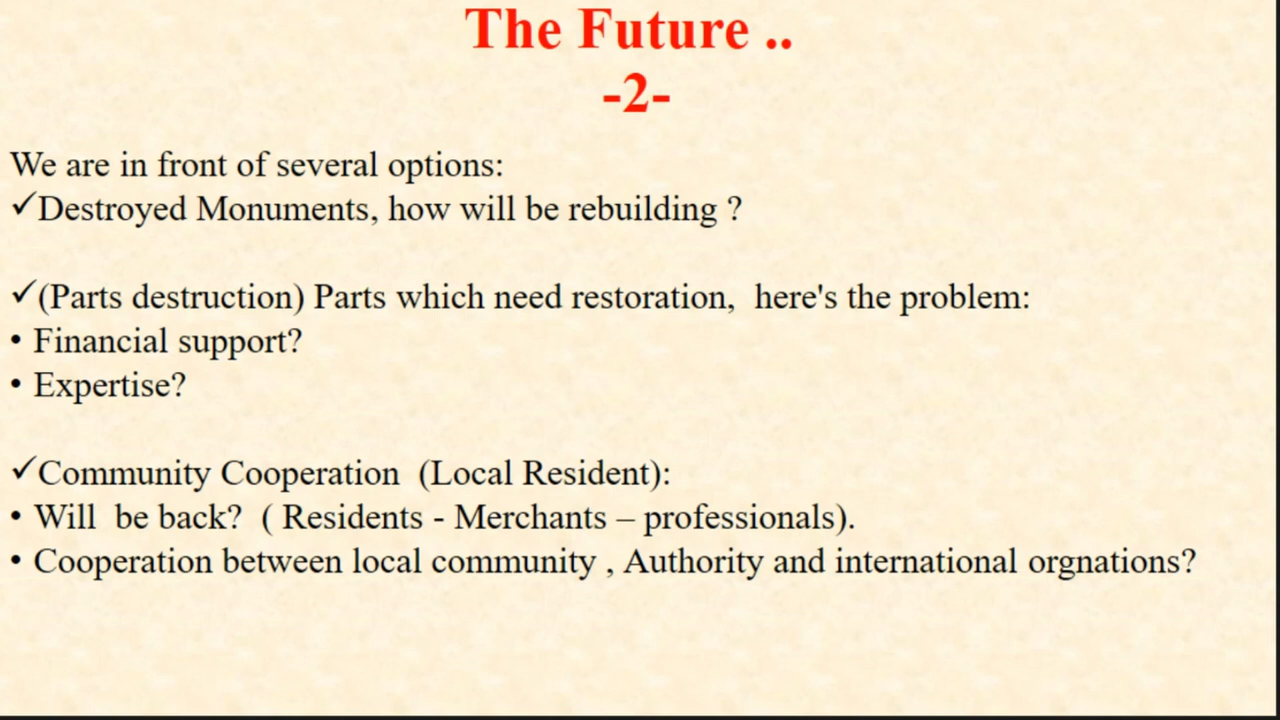 The Future ..
-2-
We are in front of several options:
✓Destroyed Monuments, how will be rebuilding ?
✓(Parts destruction) Parts which need restoration,  here's the problem:
• Financial support?
• Expertise?
✓Community Cooperation  (Local Resident):
• Will  be back?  ( Residents - Merchants – professionals).
• Cooperation between local community , Authority and international orgnations?